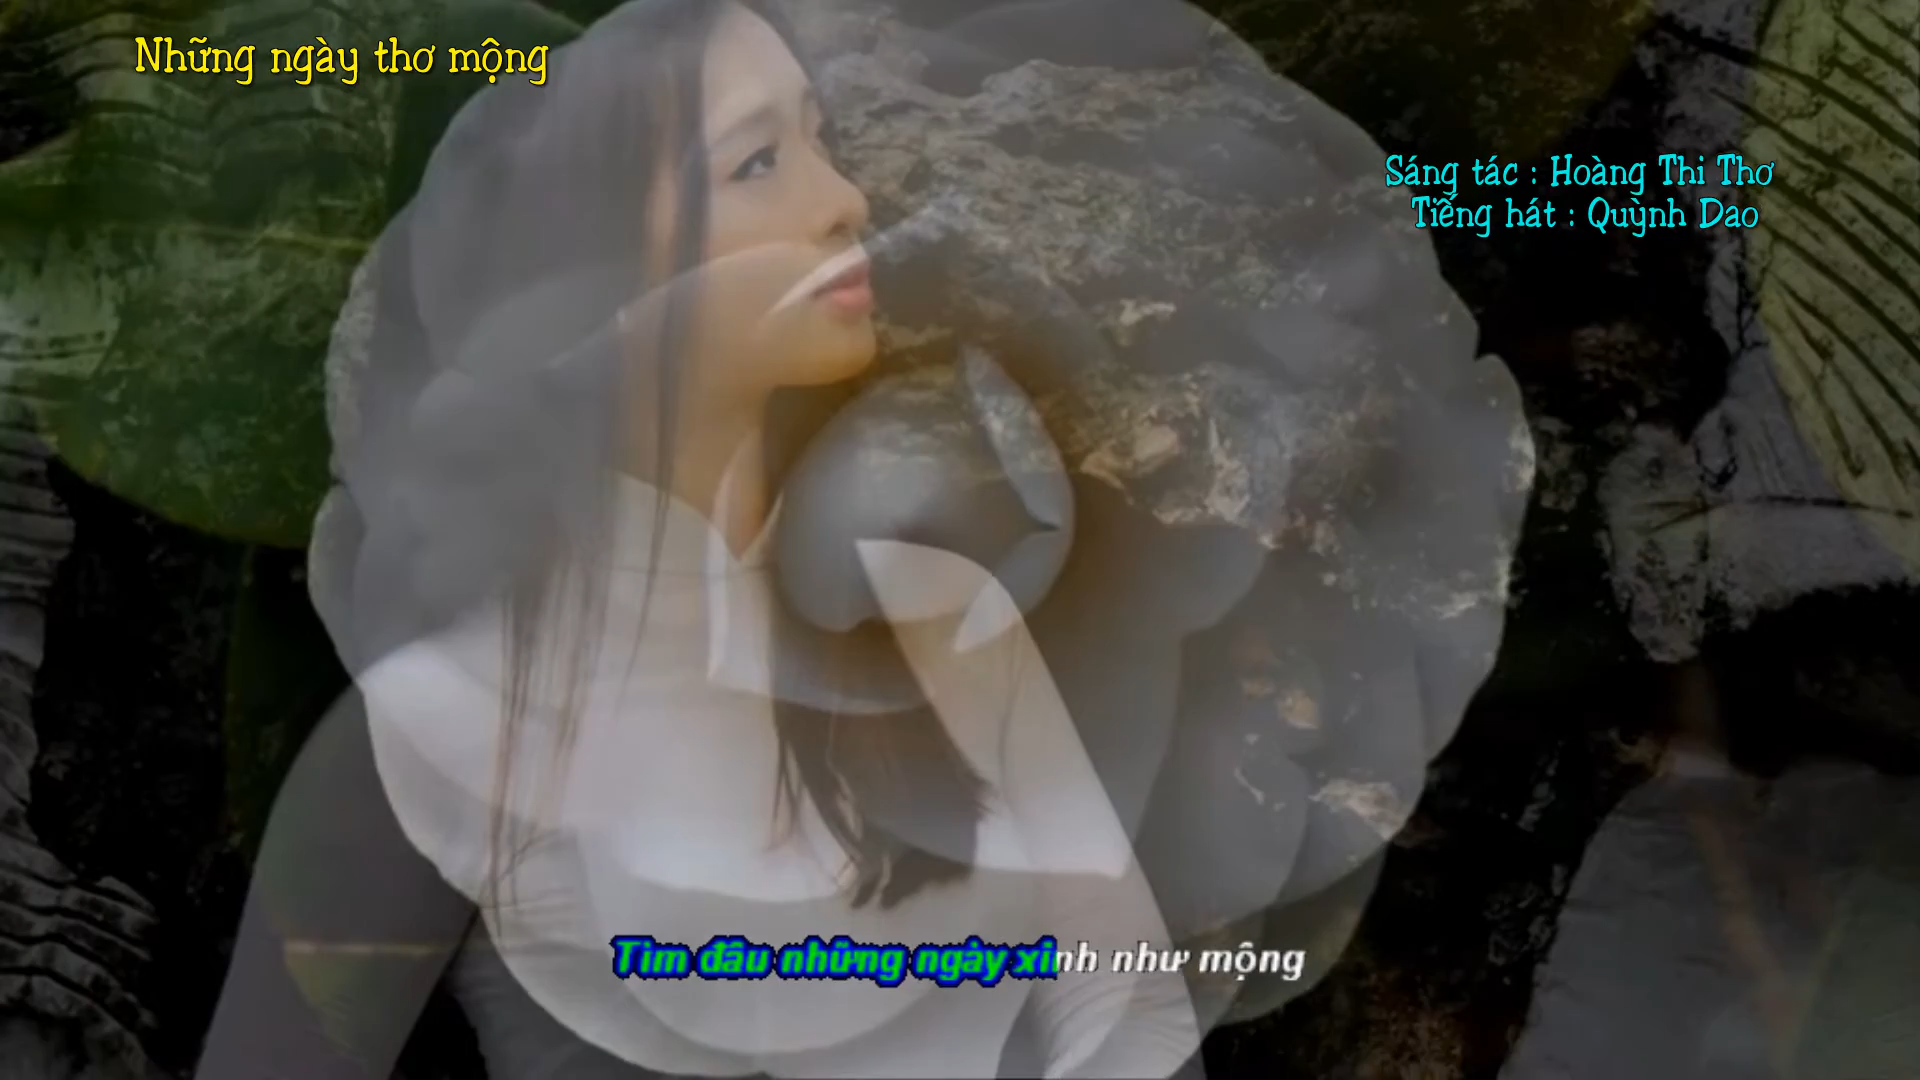 Những ngày thơ mộng
Sáng tác : Hoàng Thi Thơ
Tiếng hát : Quỳnh Dao
Tìm đâu những ngày xinh như mộng